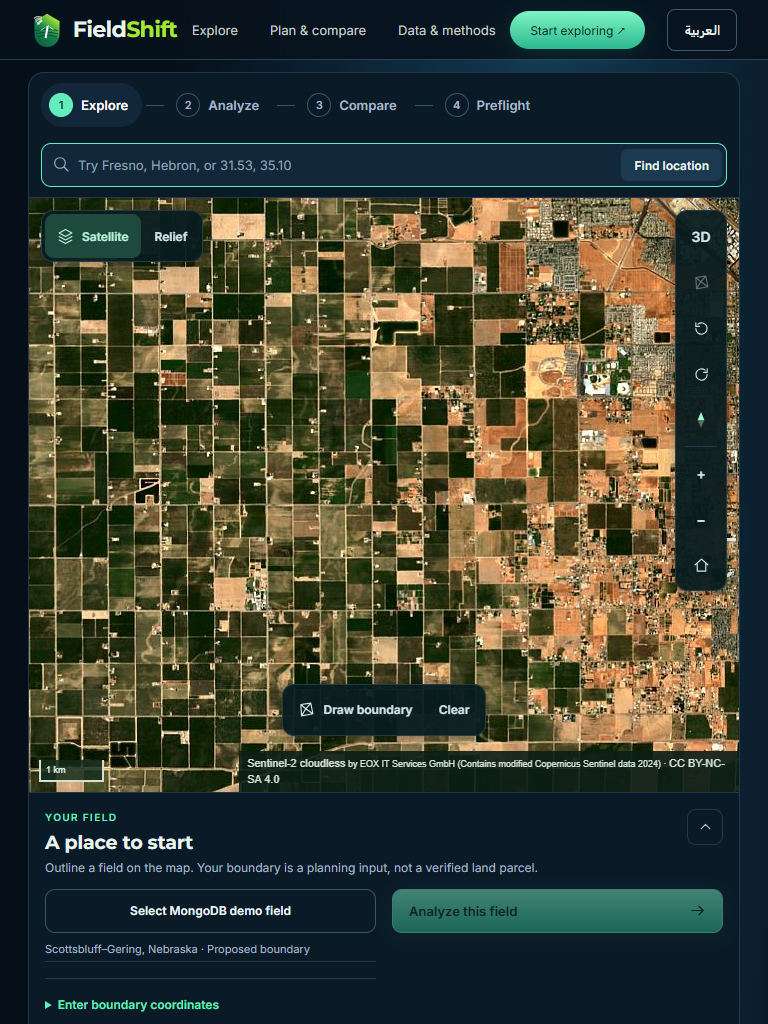 FieldShift
Explore
Plan & compare
Data & methods
Start exploring ↗
العربية
1 Explore
2 Analyze
3 Compare
4 Preflight
Try Fresno, Hebron, or 31.53, 35.10
Find location
Satellite
Relief
3D
+
−
Draw boundary
Clear
1 km
Sentinel-2 cloudless by EOX IT Services GmbH (Contains modified Copernicus Sentinel data 2024) · CC BY-NC-
SA 4.0
YOUR FIELD
A place to start
Outline a field on the map. Your boundary is a planning input, not a verified land parcel.
Select MongoDB demo field
Analyze this field →
Scottsbluff–Gering, Nebraska · Proposed boundary
Enter boundary coordinates